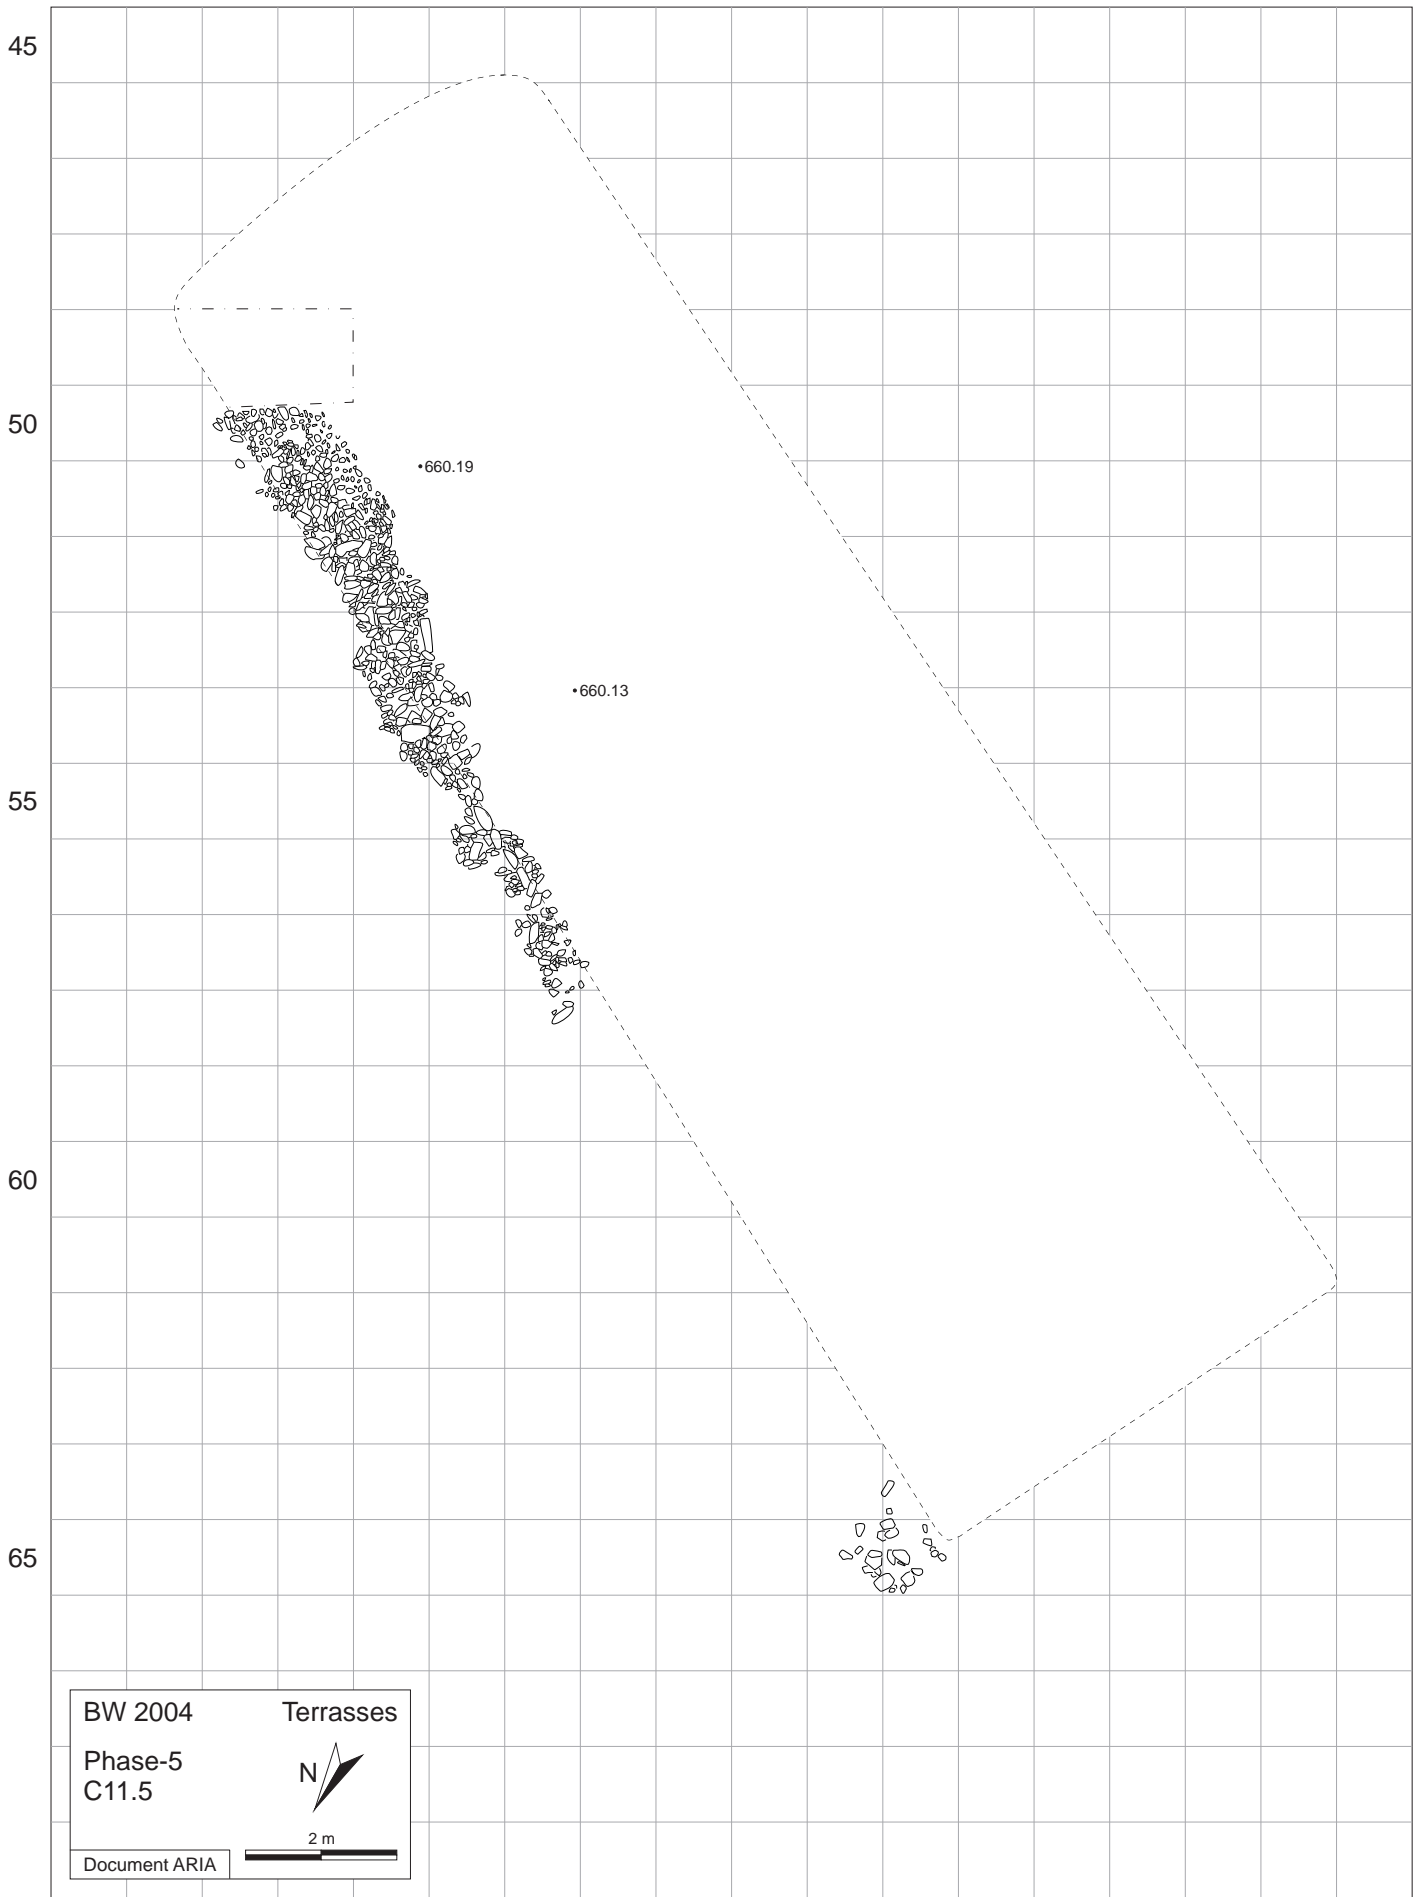 45
50
660.19
660.13
55
60
65
BW 2004 Terrasses
Phase-5
C11.5
N
2 m
Document ARIA